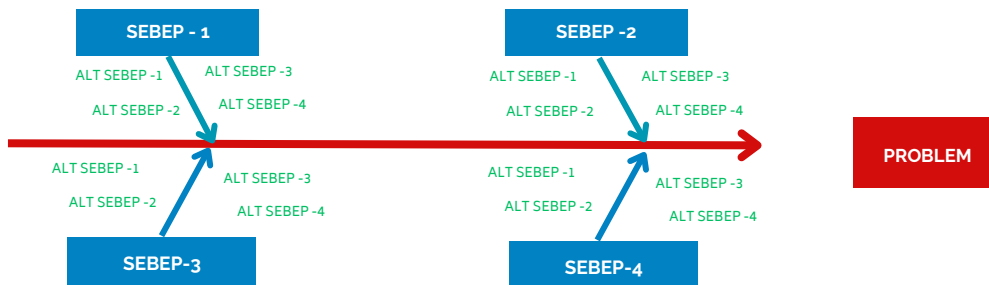 SEBEP - 1
SEBEP -2
ALT SEBEP -1
ALT SEBEP -3
ALT SEBEP -2
ALT SEBEP -4
ALT SEBEP -1
ALT SEBEP -3
ALT SEBEP -2
ALT SEBEP -4
PROBLEM
ALT SEBEP -1
ALT SEBEP -3
ALT SEBEP -2
ALT SEBEP -4
ALT SEBEP -1
ALT SEBEP -3
ALT SEBEP -2
ALT SEBEP -4
SEBEP-3
SEBEP-4